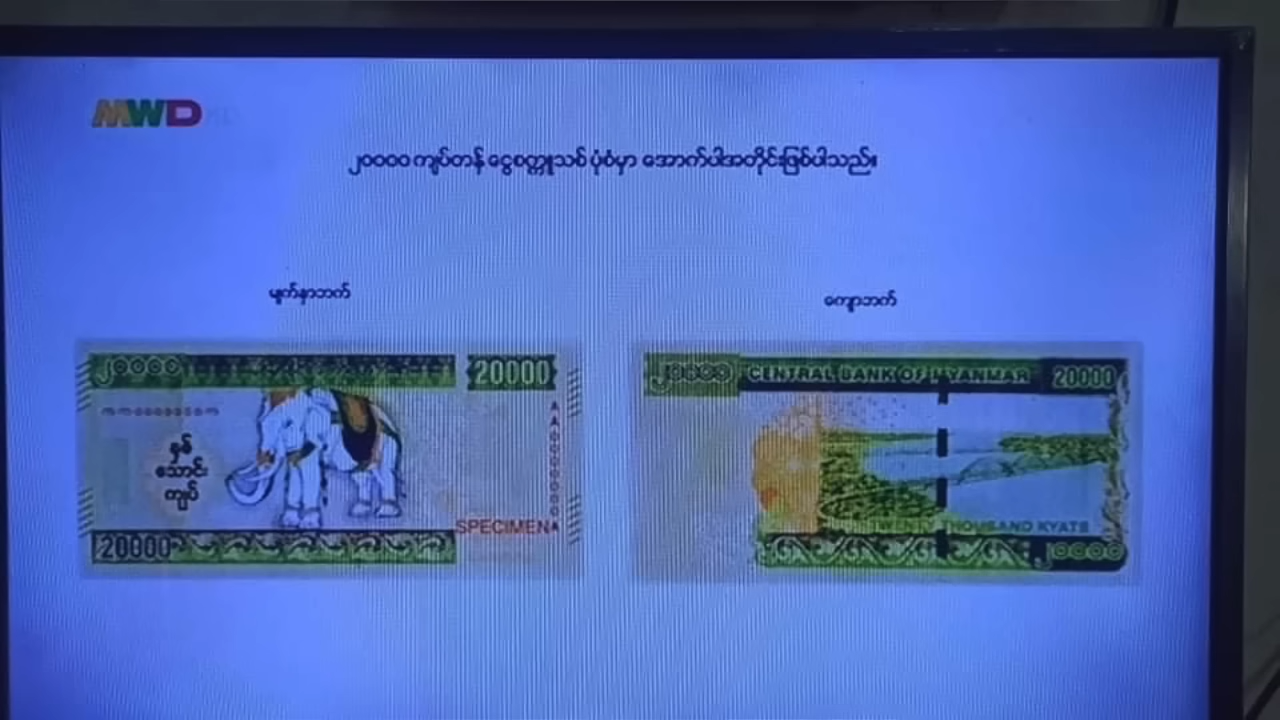 MWD
၂၀၀၀၀ ကျပ်တန် ငွေစက္ကူသစ် ပုံစံမှာ အောက်ပါအတိုင်းဖြစ်ပါသည်။
မျက်နှာဘက်
ကျောဘက်
၂၀၀၀၀
20000
နှစ်
သောင်း
ကျပ်
SPECIMEN
20000
၂၀၀၀၀ CENTRAL BANK OF MYANMAR 20000
TWENTY THOUSAND KYATS
၂၀၀၀၀